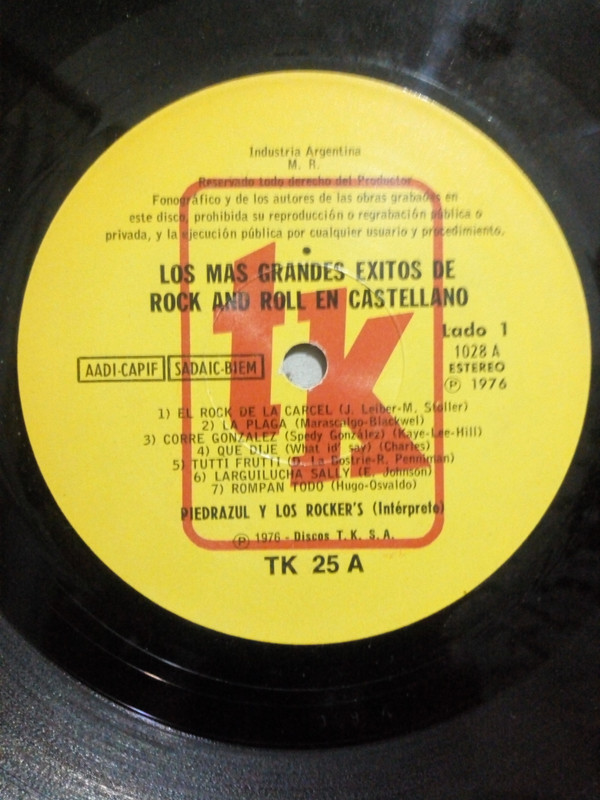 Industria Argentina
M. R.
Reservado todo derecho del Productor
Fonográfico y de los autores de las obras grabadas en
este disco, prohibida su reproducción o regrabación pública o
privada, y la ejecución pública por cualquier usuario y procedimiento.
LOS MAS GRANDES EXITOS DE
ROCK AND ROLL EN CASTELLANO
tk
Lado 1
1028 A
ESTEREO
Ⓟ 1976
AADI-CAPIF SADAIC-BIEM
1) EL ROCK DE LA CARCEL (J. Leiber-M. Stoller)
2) LA PLAGA (Marascalgo-Blackwel)
3) CORRE GONZALEZ (Spedy González) (Kaye-Lee-Hill)
4) QUE DIJE (What id' say) (Charles)
5) TUTTI FRUTTI (D. La Bostrie-R. Penniman)
6) LARGUILUCHA SALLY (E. Johnson)
7) ROMPAN TODO (Hugo-Osvaldo)
PIEDRAZUL Y LOS ROCKER'S (Intérprete)
Ⓟ 1976 - Discos T. K. S. A.
TK 25 A